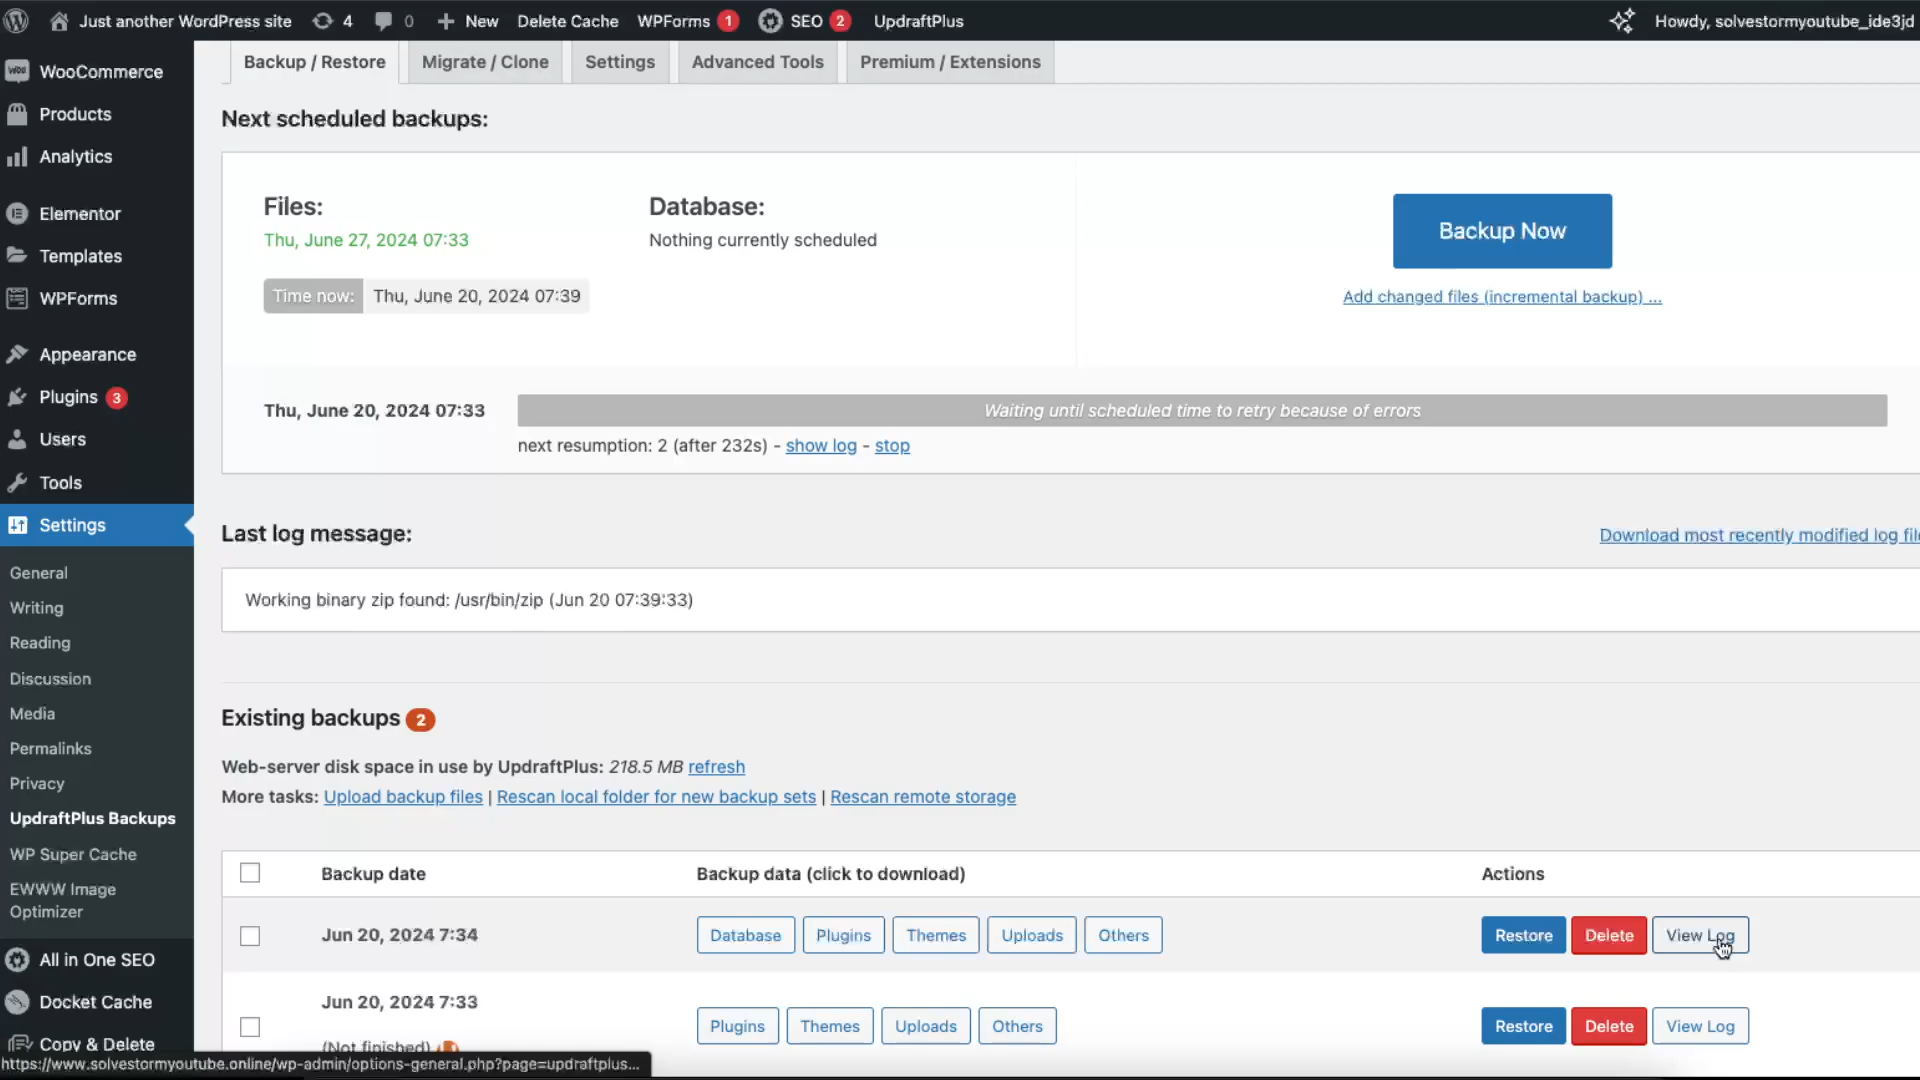 Just another WordPress site 4 0 New Delete Cache WPForms 1 SEO 2 UpdraftPlus Howdy, solvestormyoutube_ide3jd
WooCommerce
Products
Analytics
Elementor
Templates
WPForms
Appearance
Plugins 3
Users
Tools
Settings
General
Writing
Reading
Discussion
Media
Permalinks
Privacy
UpdraftPlus Backups
WP Super Cache
EWWW Image
Optimizer
All in One SEO
Docket Cache
Copy & Delete
Backup / Restore Migrate / Clone Settings Advanced Tools Premium / Extensions
Next scheduled backups:
Files: Database:
Thu, June 27, 2024 07:33 Nothing currently scheduled
Time now: Thu, June 20, 2024 07:39
Backup Now
Add changed files (incremental backup) ...
Thu, June 20, 2024 07:33 Waiting until scheduled time to retry because of errors
next resumption: 2 (after 232s) - show log - stop
Last log message: Download most recently modified log file
Working binary zip found: /usr/bin/zip (Jun 20 07:39:33)
Existing backups 2
Web-server disk space in use by UpdraftPlus: 218.5 MB refresh
More tasks: Upload backup files | Rescan local folder for new backup sets | Rescan remote storage
Backup date Backup data (click to download) Actions
Jun 20, 2024 7:34 Database Plugins Themes Uploads Others Restore Delete View Log
Jun 20, 2024 7:33
(Not finished) Plugins Themes Uploads Others Restore Delete View Log
https://www.solvestormyoutube.online/wp-admin/options-general.php?page=updraftplus...